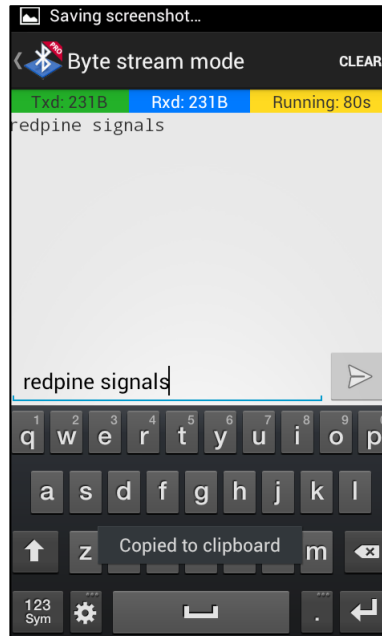 Saving screenshot...
PRO
Byte stream mode
CLEAR
Txd: 231B Rxd: 231B Running: 80s
redpine signals
redpine signals
1 2 3 4 5 6 7 8 9
q w e r t y u i o p
a s d f g h j k l
z Copied to clipboard m
123
Sym
.